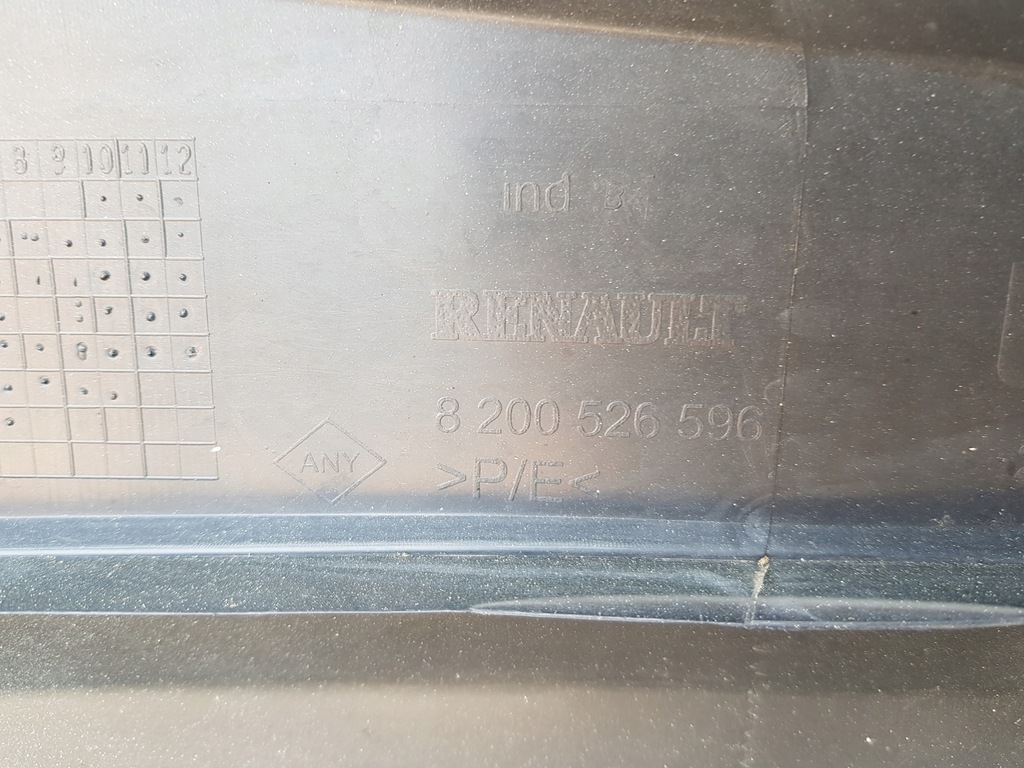 8 9 10 11 12
ind
RENAULT
8 200 526 596
ANY
>P/E<